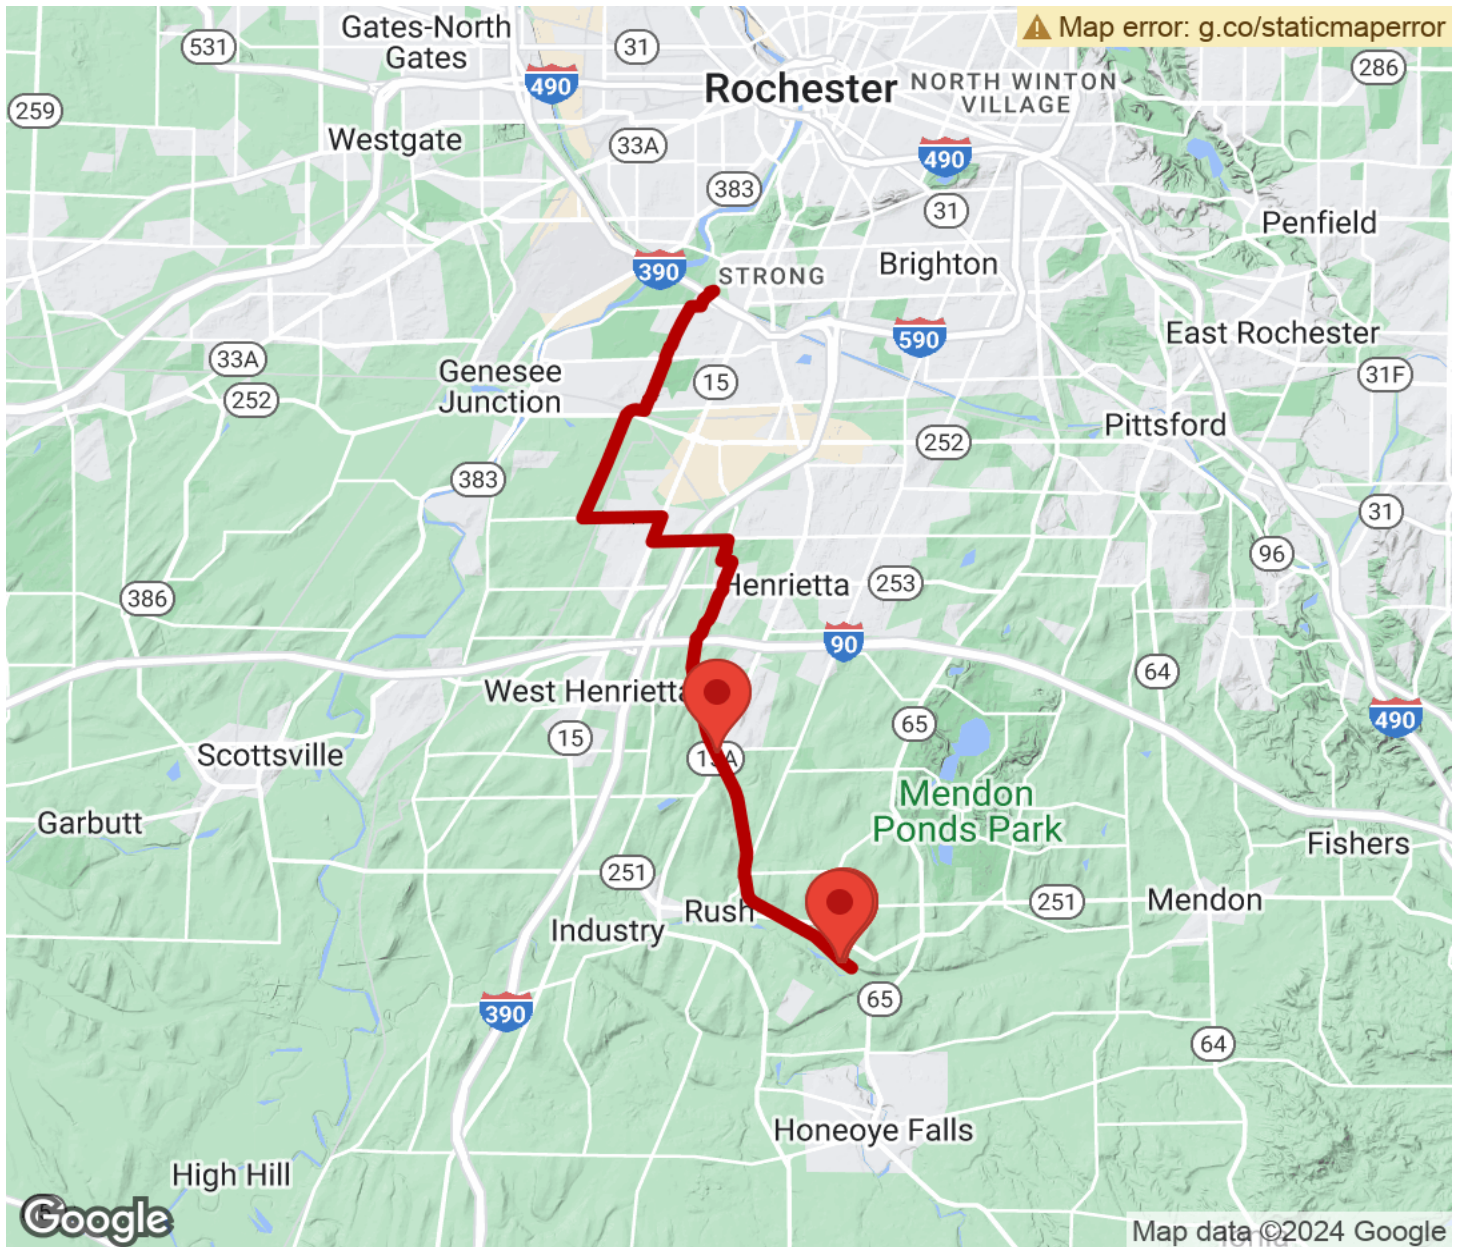 Gates-North
Gates
531
31
Map error: g.co/staticmaperror
286
490
Rochester
NORTH WINTON
VILLAGE
259
Westgate
33A
490
383
31
Penfield
390
STRONG
Brighton
590
East Rochester
33A
Genesee
Junction
15
31F
252
Pittsford
252
383
31
96
Henrietta
253
386
90
64
West Henrietta
65
490
15
Scottsville
Mendon
Ponds Park
Garbutt
Fishers
251
Rush
251
Mendon
Industry
65
390
64
Honeoye Falls
High Hill
Google
Map data ©2024 Google